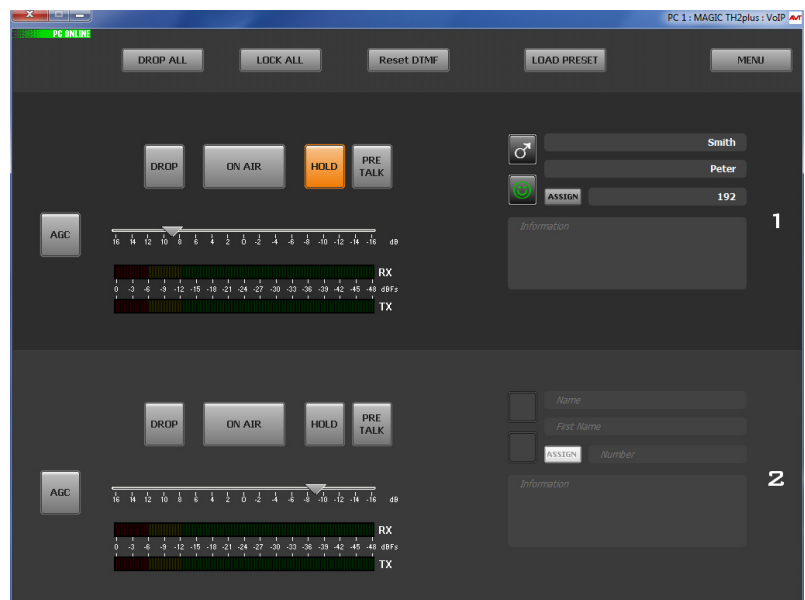 PC 1 : MAGIC TH2plus : VoIP AVT
PC ONLINE
DROP ALL LOCK ALL Reset DTMF LOAD PRESET MENU
Smith
DROP ON AIR HOLD PRE TALK
Peter
ASSIGN 192
AGC
Information
1
16 14 12 10 8 6 4 2 0 -2 -4 -6 -8 -10 -12 -14 -16 dB
RX
0 -3 -6 -9 -12 -15 -18 -21 -24 -27 -30 -33 -36 -39 -42 -45 -48 dBFs
TX
Name
DROP ON AIR HOLD PRE TALK
First Name
ASSIGN Number
AGC
Information
2
16 14 12 10 8 6 4 2 0 -2 -4 -6 -8 -10 -12 -14 -16 dB
RX
0 -3 -6 -9 -12 -15 -18 -21 -24 -27 -30 -33 -36 -39 -42 -45 -48 dBFs
TX